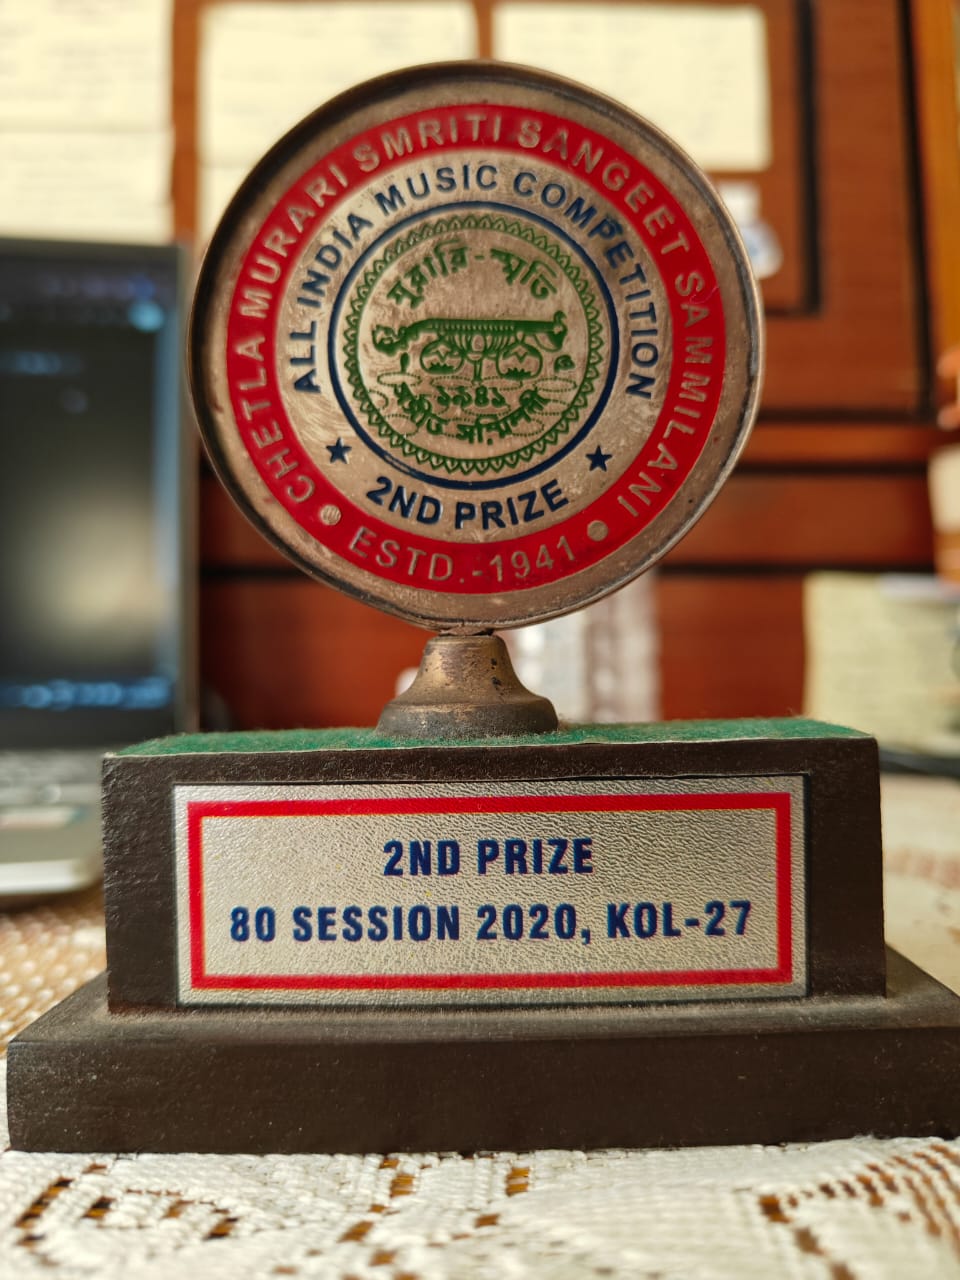 CHETLA MURARI SMRITI SANGEET SAMMILANI
ALL INDIA MUSIC COMPETITION
মুরারি-স্মৃতি
১৯৪১
সঙ্গীত সম্মিলনী
2ND PRIZE
ESTD.-1941
2ND PRIZE
80 SESSION 2020, KOL-27